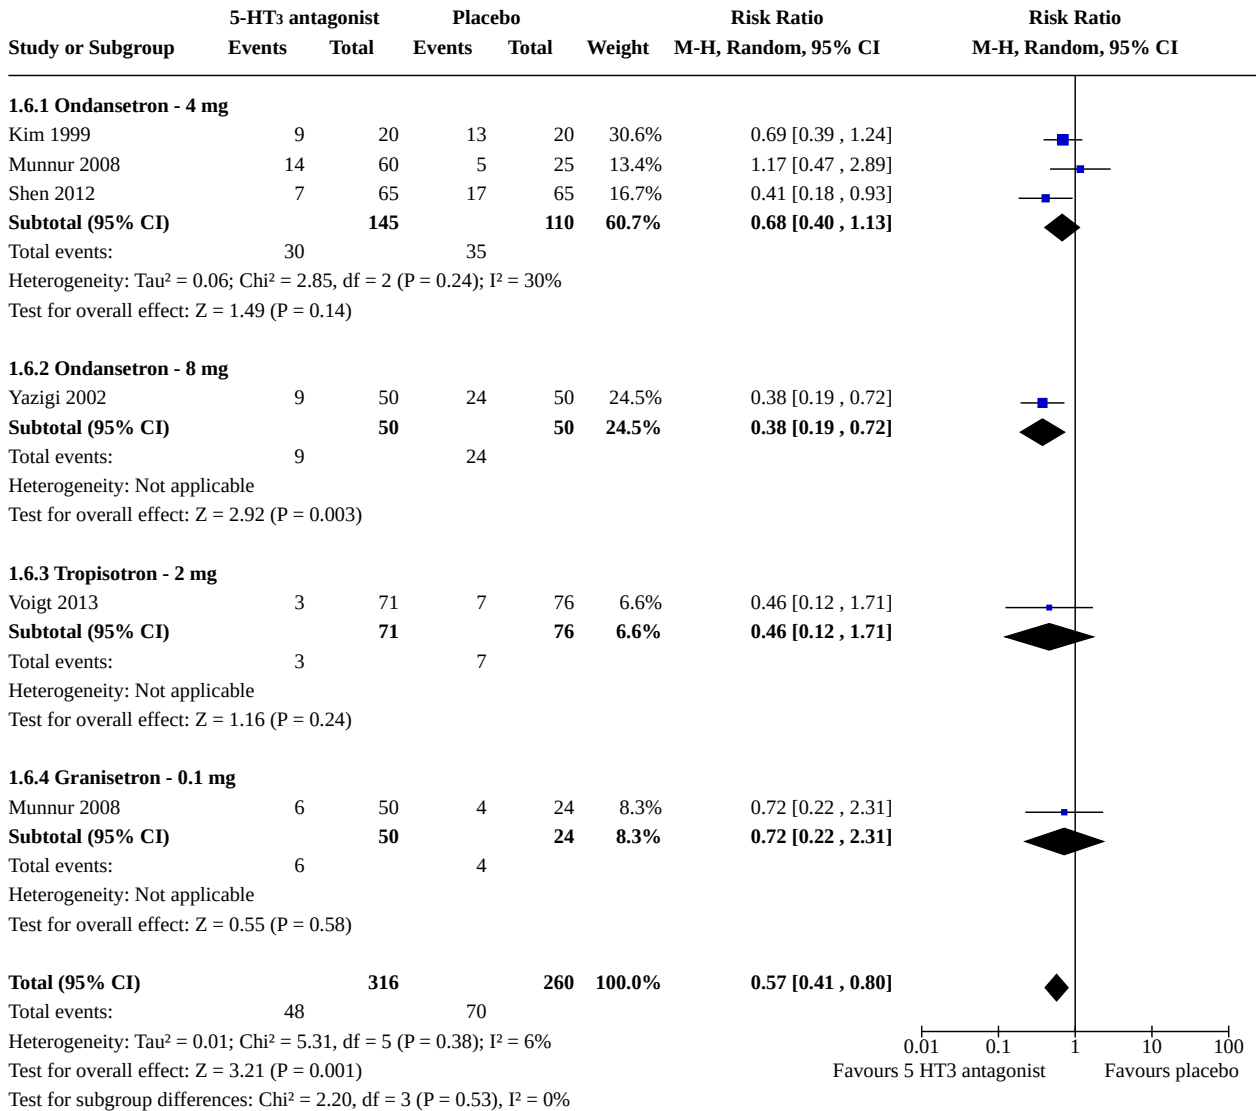 5-HT3 antagonist Placebo Risk Ratio Risk Ratio
Study or Subgroup Events Total Events Total Weight M-H, Random, 95% CI M-H, Random, 95% CI
1.6.1 Ondansetron - 4 mg
Kim 1999 9 20 13 20 30.6% 0.69 [0.39 , 1.24]
Munnur 2008 14 60 5 25 13.4% 1.17 [0.47 , 2.89]
Shen 2012 7 65 17 65 16.7% 0.41 [0.18 , 0.93]
Subtotal (95% CI) 145 110 60.7% 0.68 [0.40 , 1.13]
Total events: 30 35
Heterogeneity: Tau² = 0.06; Chi² = 2.85, df = 2 (P = 0.24); I² = 30%
Test for overall effect: Z = 1.49 (P = 0.14)
1.6.2 Ondansetron - 8 mg
Yazigi 2002 9 50 24 50 24.5% 0.38 [0.19 , 0.72]
Subtotal (95% CI) 50 50 24.5% 0.38 [0.19 , 0.72]
Total events: 9 24
Heterogeneity: Not applicable
Test for overall effect: Z = 2.92 (P = 0.003)
1.6.3 Tropisotron - 2 mg
Voigt 2013 3 71 7 76 6.6% 0.46 [0.12 , 1.71]
Subtotal (95% CI) 71 76 6.6% 0.46 [0.12 , 1.71]
Total events: 3 7
Heterogeneity: Not applicable
Test for overall effect: Z = 1.16 (P = 0.24)
1.6.4 Granisetron - 0.1 mg
Munnur 2008 6 50 4 24 8.3% 0.72 [0.22 , 2.31]
Subtotal (95% CI) 50 24 8.3% 0.72 [0.22 , 2.31]
Total events: 6 4
Heterogeneity: Not applicable
Test for overall effect: Z = 0.55 (P = 0.58)
Total (95% CI) 316 260 100.0% 0.57 [0.41 , 0.80]
Total events: 48 70
Heterogeneity: Tau² = 0.01; Chi² = 5.31, df = 5 (P = 0.38); I² = 6%
0.01 0.1 1 10 100
Test for overall effect: Z = 3.21 (P = 0.001) Favours 5 HT3 antagonist Favours placebo
Test for subgroup differences: Chi² = 2.20, df = 3 (P = 0.53), I² = 0%